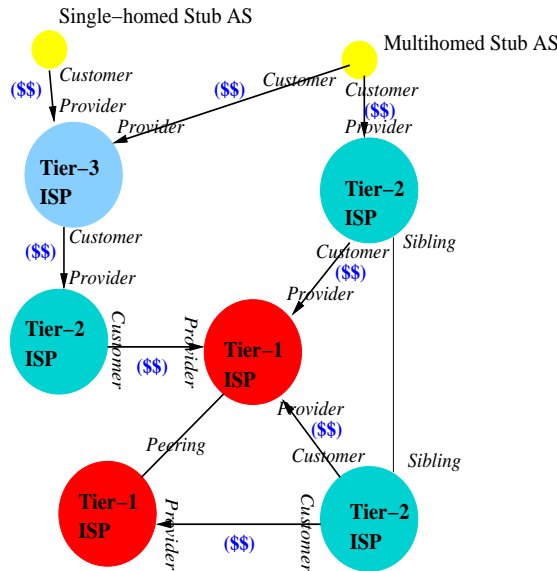 Single−homed Stub AS
Multihomed Stub AS
Customer
($$)
Provider
Customer
($$)
Provider
Customer
($$)
Provider
Tier−3
ISP
Tier−2
ISP
Customer
($$)
Provider
Customer
($$)
Provider
Sibling
Tier−2
ISP
Customer
($$)
Provider
Tier−1
ISP
Provider
($$)
Customer
Peering
Sibling
Tier−1
ISP
Provider
($$)
Customer
Tier−2
ISP